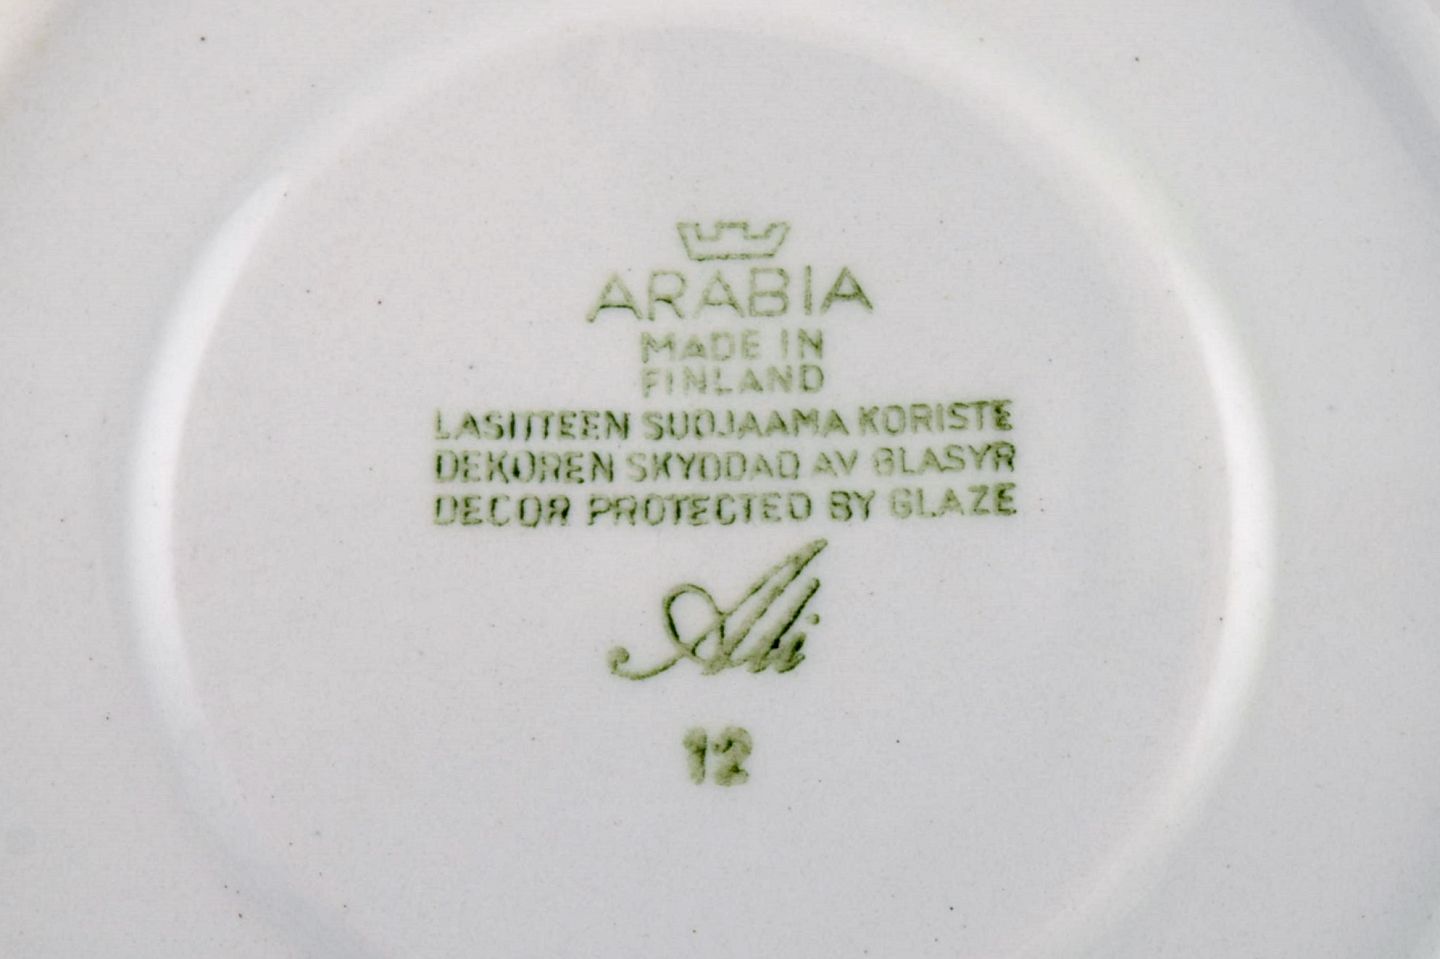 ARABIA
MADE IN
FINLAND
LASITTEEN SUOJAAMA KORISTE
DEKOREN SKYDDAD AV GLASYR
DECOR PROTECTED BY GLAZE
Ali
12